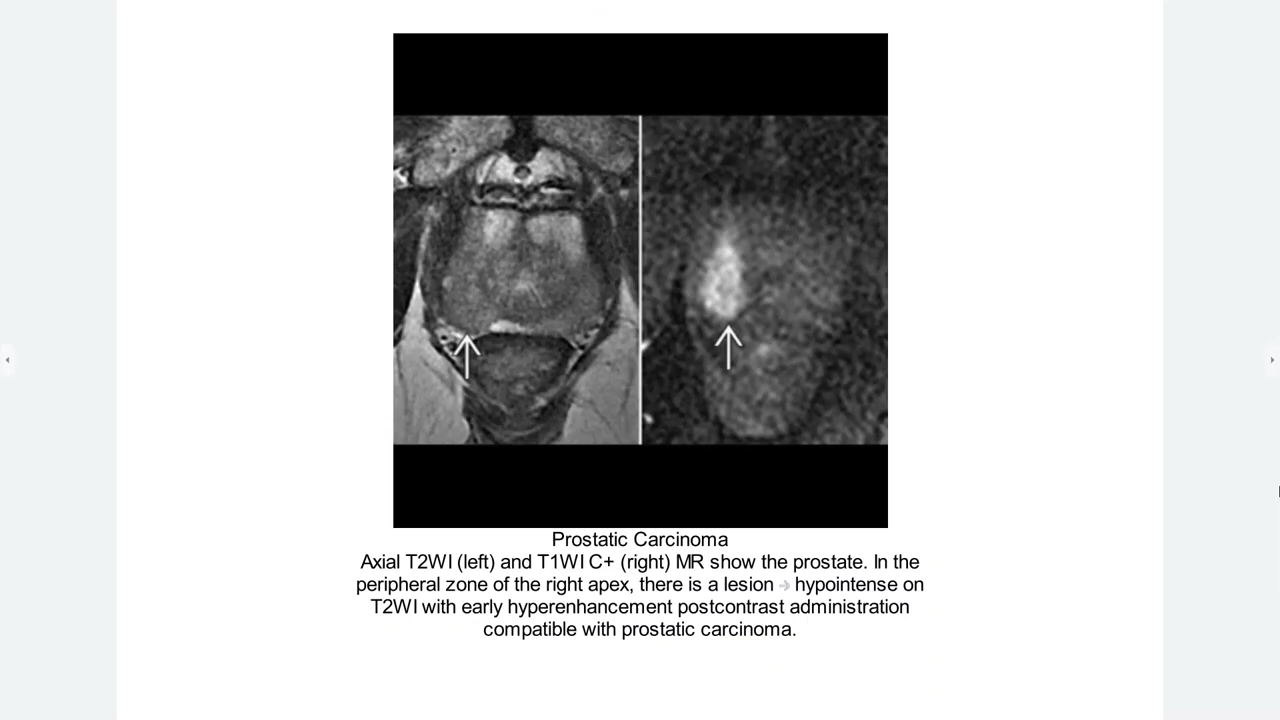 Prostatic Carcinoma
Axial T2WI (left) and T1WI C+ (right) MR show the prostate. In the
peripheral zone of the right apex, there is a lesion → hypointense on
T2WI with early hyperenhancement postcontrast administration
compatible with prostatic carcinoma.